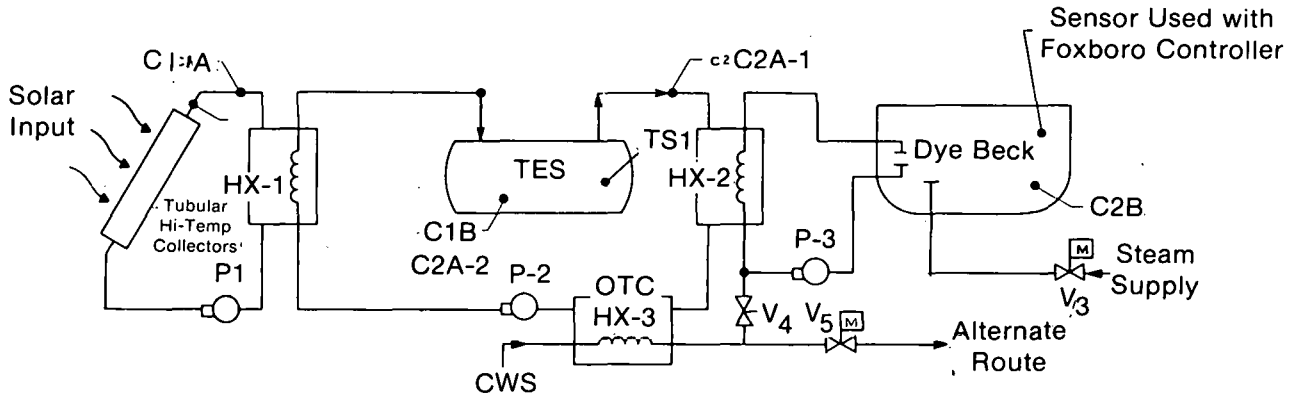 Sensor Used with
Foxboro Controller
C2A-1
Solar
Input
HX-1
Tubular
Hi-Temp
Collectors
P1
TES
TS1
C1B
C2A-2
HX-2
Dye Beck
C2B
P-2
P-3
OTC
HX-3
CWS
V4
V5
M
Alternate
Route
M
Steam
Supply
V3